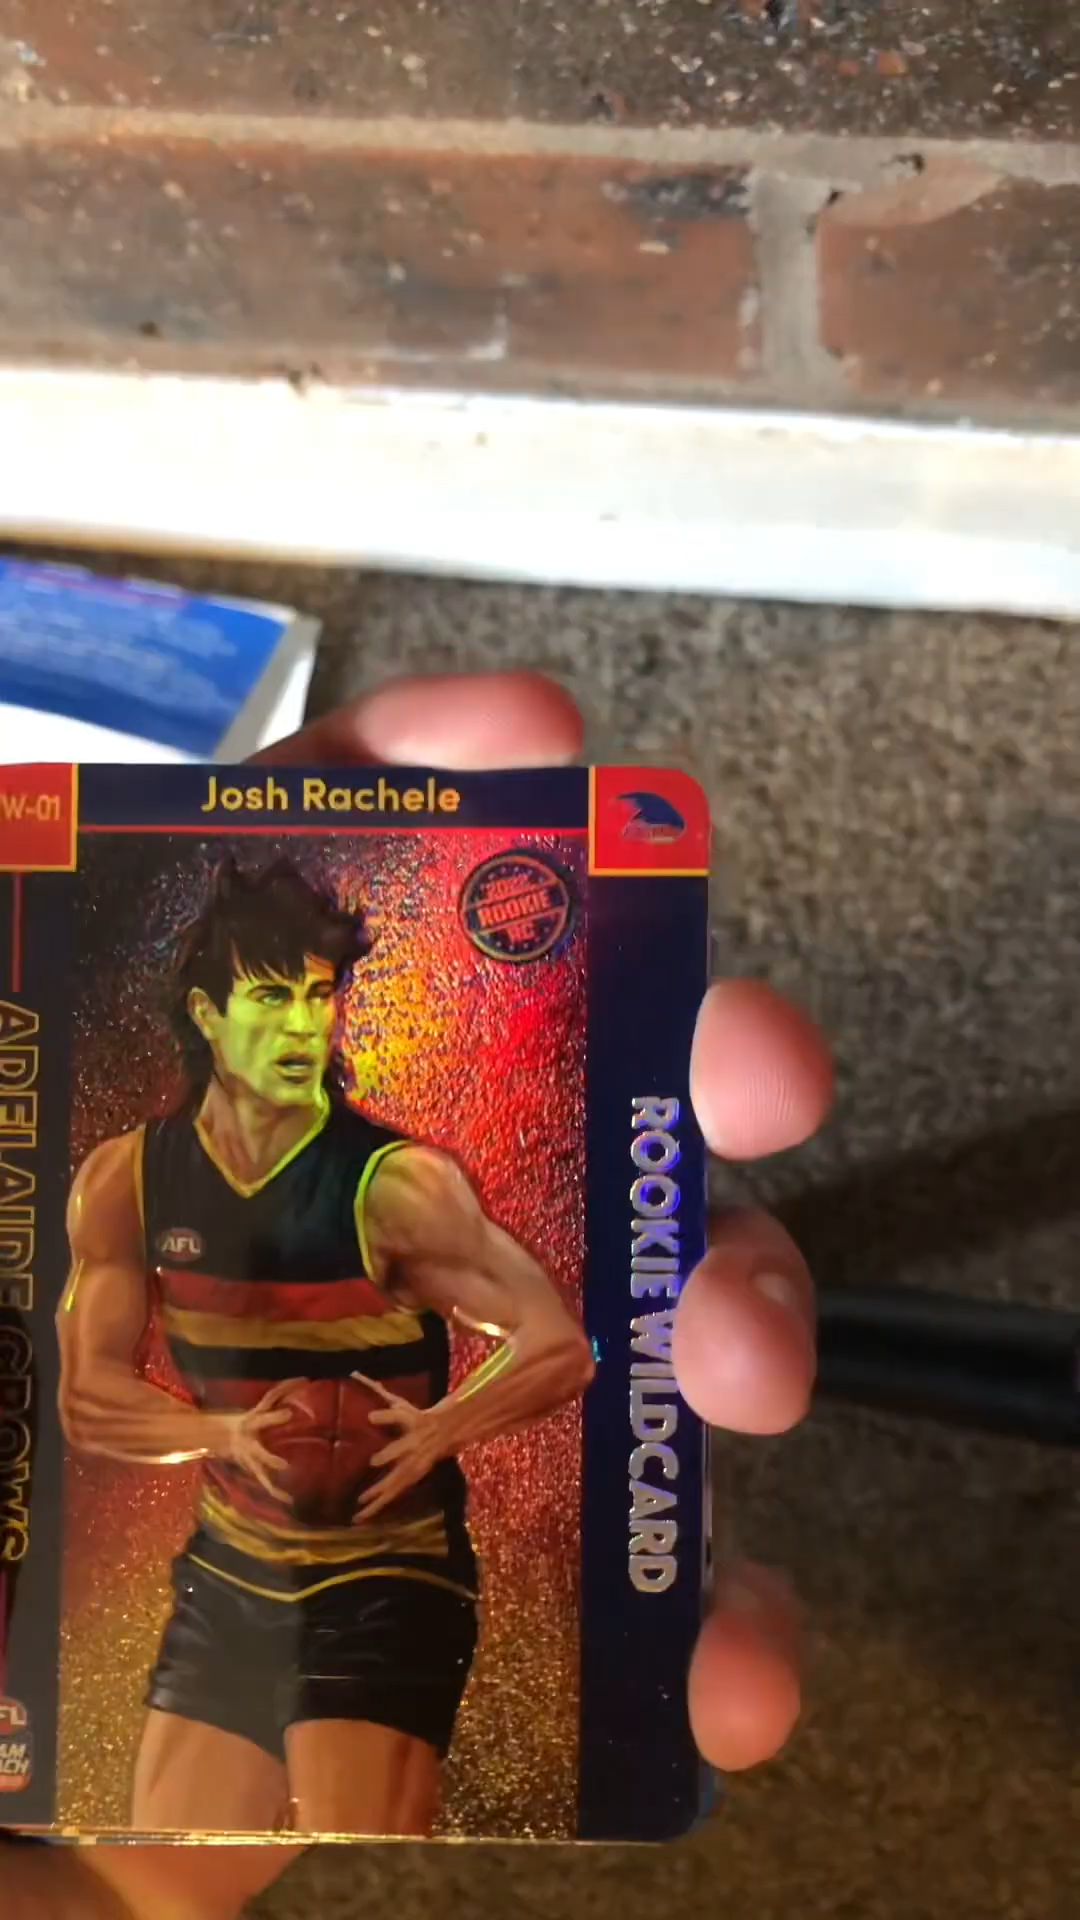 W-01
Josh Rachele
ROOKIE
ROOKIE WILDCARD
AFL
ADELAIDE CROWS